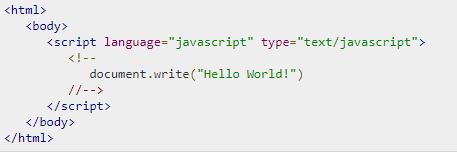 <html>
<body>
<script language="javascript" type="text/javascript">
<!--
document.write("Hello World!")
//-->
</script>
</body>
</html>